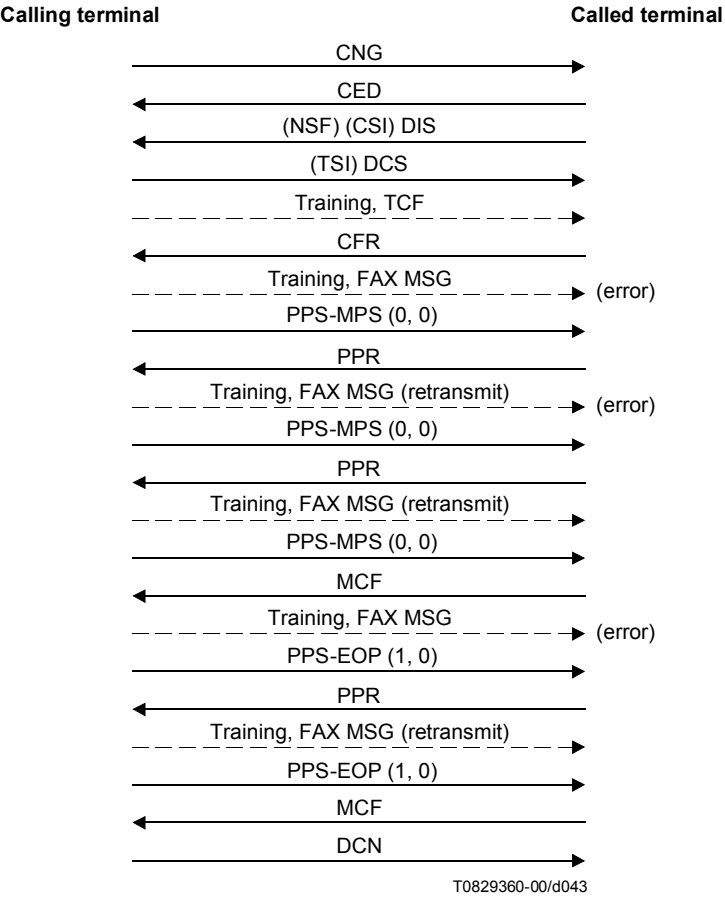 Calling terminal
Called terminal
CNG
CED
(NSF) (CSI) DIS
(TSI) DCS
Training, TCF
CFR
Training, FAX MSG
(error)
PPS-MPS (0, 0)
PPR
Training, FAX MSG (retransmit)
(error)
PPS-MPS (0, 0)
PPR
Training, FAX MSG (retransmit)
PPS-MPS (0, 0)
MCF
Training, FAX MSG
(error)
PPS-EOP (1, 0)
PPR
Training, FAX MSG (retransmit)
PPS-EOP (1, 0)
MCF
DCN
T0829360-00/d043